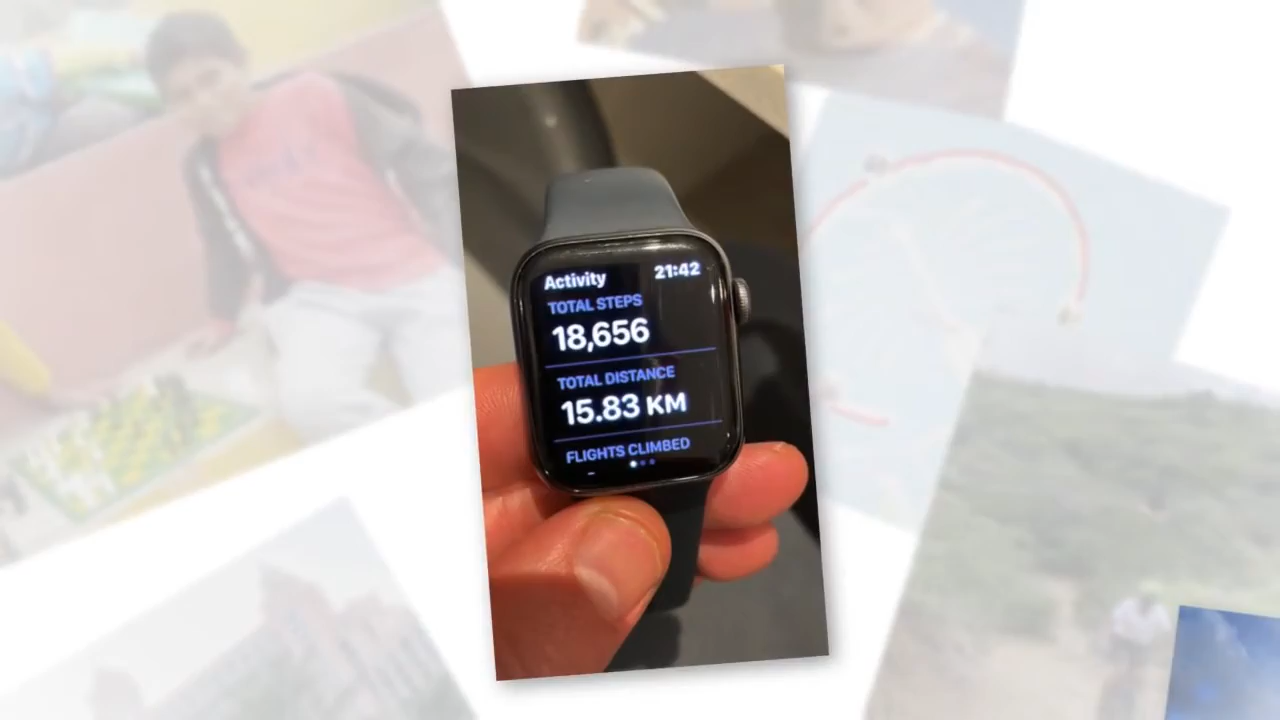 Activity 21:42
TOTAL STEPS
18,656
TOTAL DISTANCE
15.83 KM
FLIGHTS CLIMBED